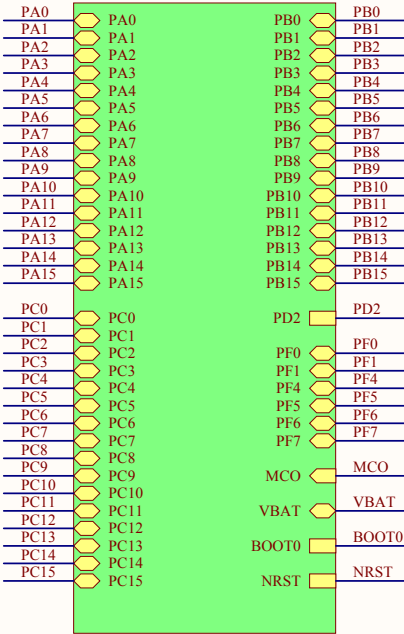 PA0 PA0 PB0 PB0
PA1 PA1 PB1 PB1
PA2 PA2 PB2 PB2
PA3 PA3 PB3 PB3
PA4 PA4 PB4 PB4
PA5 PA5 PB5 PB5
PA6 PA6 PB6 PB6
PA7 PA7 PB7 PB7
PA8 PA8 PB8 PB8
PA9 PA9 PB9 PB9
PA10 PA10 PB10 PB10
PA11 PA11 PB11 PB11
PA12 PA12 PB12 PB12
PA13 PA13 PB13 PB13
PA14 PA14 PB14 PB14
PA15 PA15 PB15 PB15
PC0 PC0 PD2 PD2
PC1 PC1
PC2 PC2 PF0 PF0
PC3 PC3 PF1 PF1
PC4 PC4 PF4 PF4
PC5 PC5 PF5 PF5
PC6 PC6 PF6 PF6
PC7 PC7 PF7 PF7
PC8 PC8
PC9 PC9 MCO MCO
PC10 PC10
PC11 PC11 VBAT VBAT
PC12 PC12
PC13 PC13 BOOT0 BOOT0
PC14 PC14
PC15 PC15 NRST NRST